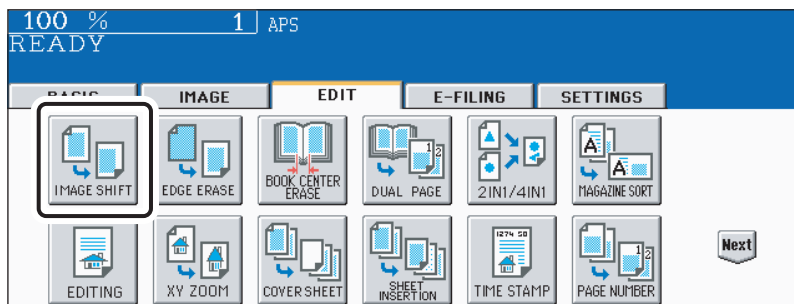 100 % 1 APS
READY
BASIC IMAGE EDIT E-FILING SETTINGS
IMAGE SHIFT EDGE ERASE BOOK CENTER ERASE DUAL PAGE 2IN1/4IN1 MAGAZINE SORT
EDITING XY ZOOM COVER SHEET SHEET INSERTION TIME STAMP PAGE NUMBER Next